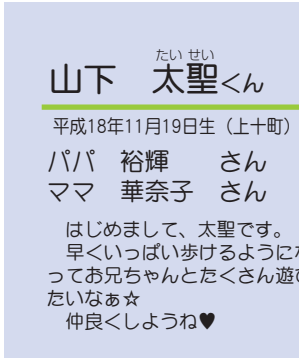 たい せい
山下 太聖くん
平成18年11月19日生（上十町）
パパ 裕輝 さん
ママ 華奈子 さん
はじめまして、太聖です。
早くいっぱい歩けるようにな
ってお兄ちゃんとたくさん遊び
たいなぁ☆
仲良くしようね♥